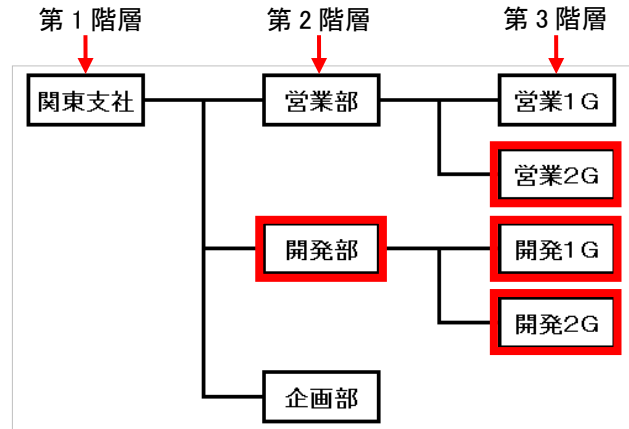 第1階層 第2階層 第3階層
関東支社 営業部 営業1G
営業2G
開発部 開発1G
開発2G
企画部